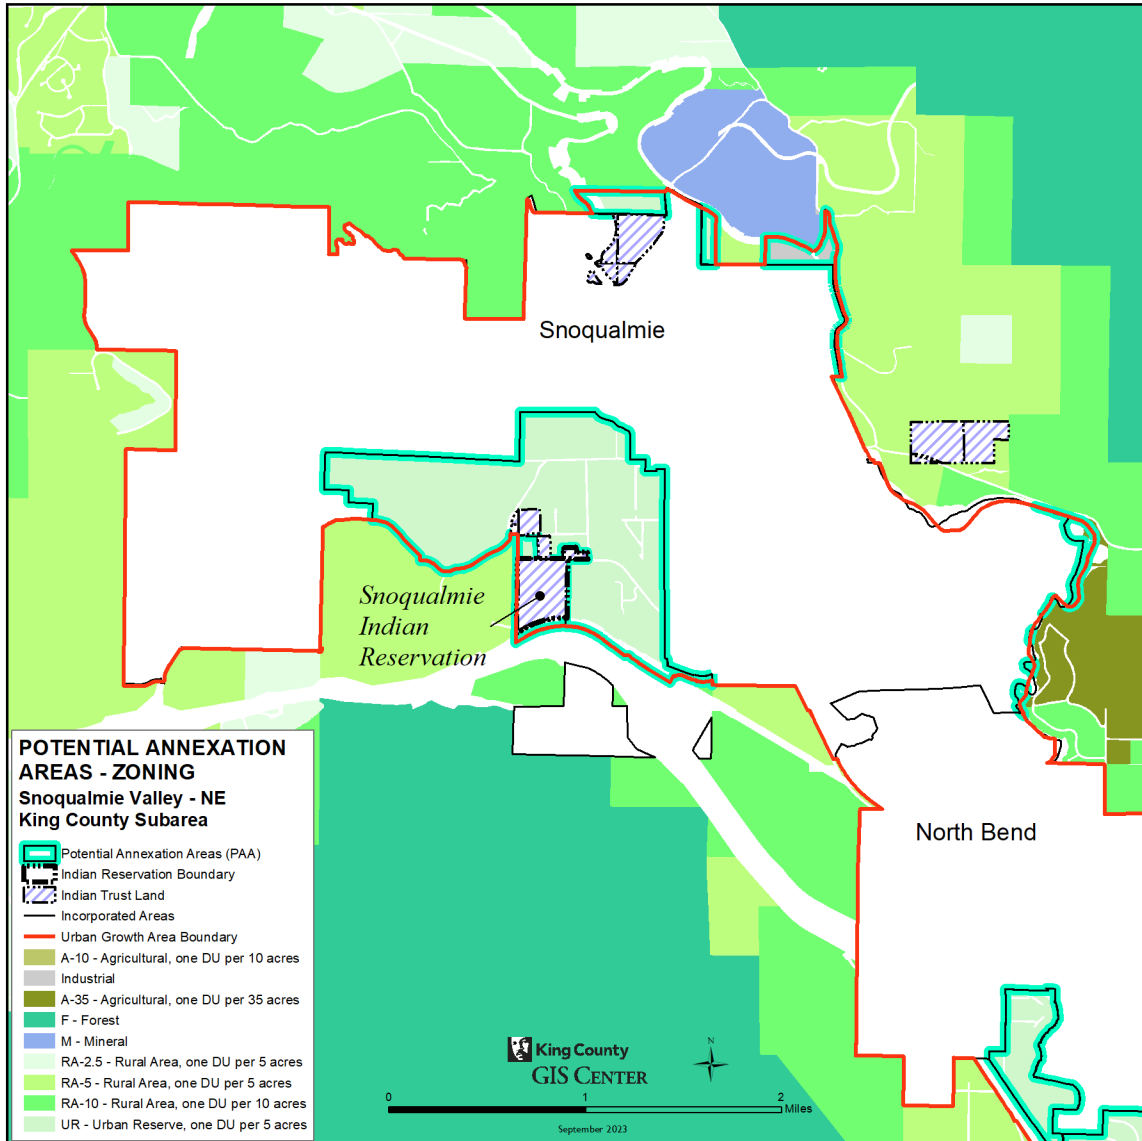 Snoqualmie
Snoqualmie
Indian
Reservation
North Bend
POTENTIAL ANNEXATION
AREAS - ZONING
Snoqualmie Valley - NE
King County Subarea
Potential Annexation Areas (PAA)
Indian Reservation Boundary
Indian Trust Land
Incorporated Areas
Urban Growth Area Boundary
A-10 - Agricultural, one DU per 10 acres
Industrial
A-35 - Agricultural, one DU per 35 acres
F - Forest
M - Mineral
RA-2.5 - Rural Area, one DU per 5 acres
RA-5 - Rural Area, one DU per 5 acres
RA-10 - Rural Area, one DU per 10 acres
UR - Urban Reserve, one DU per 5 acres
King County
GIS CENTER
N
0 1 2
Miles
September 2023